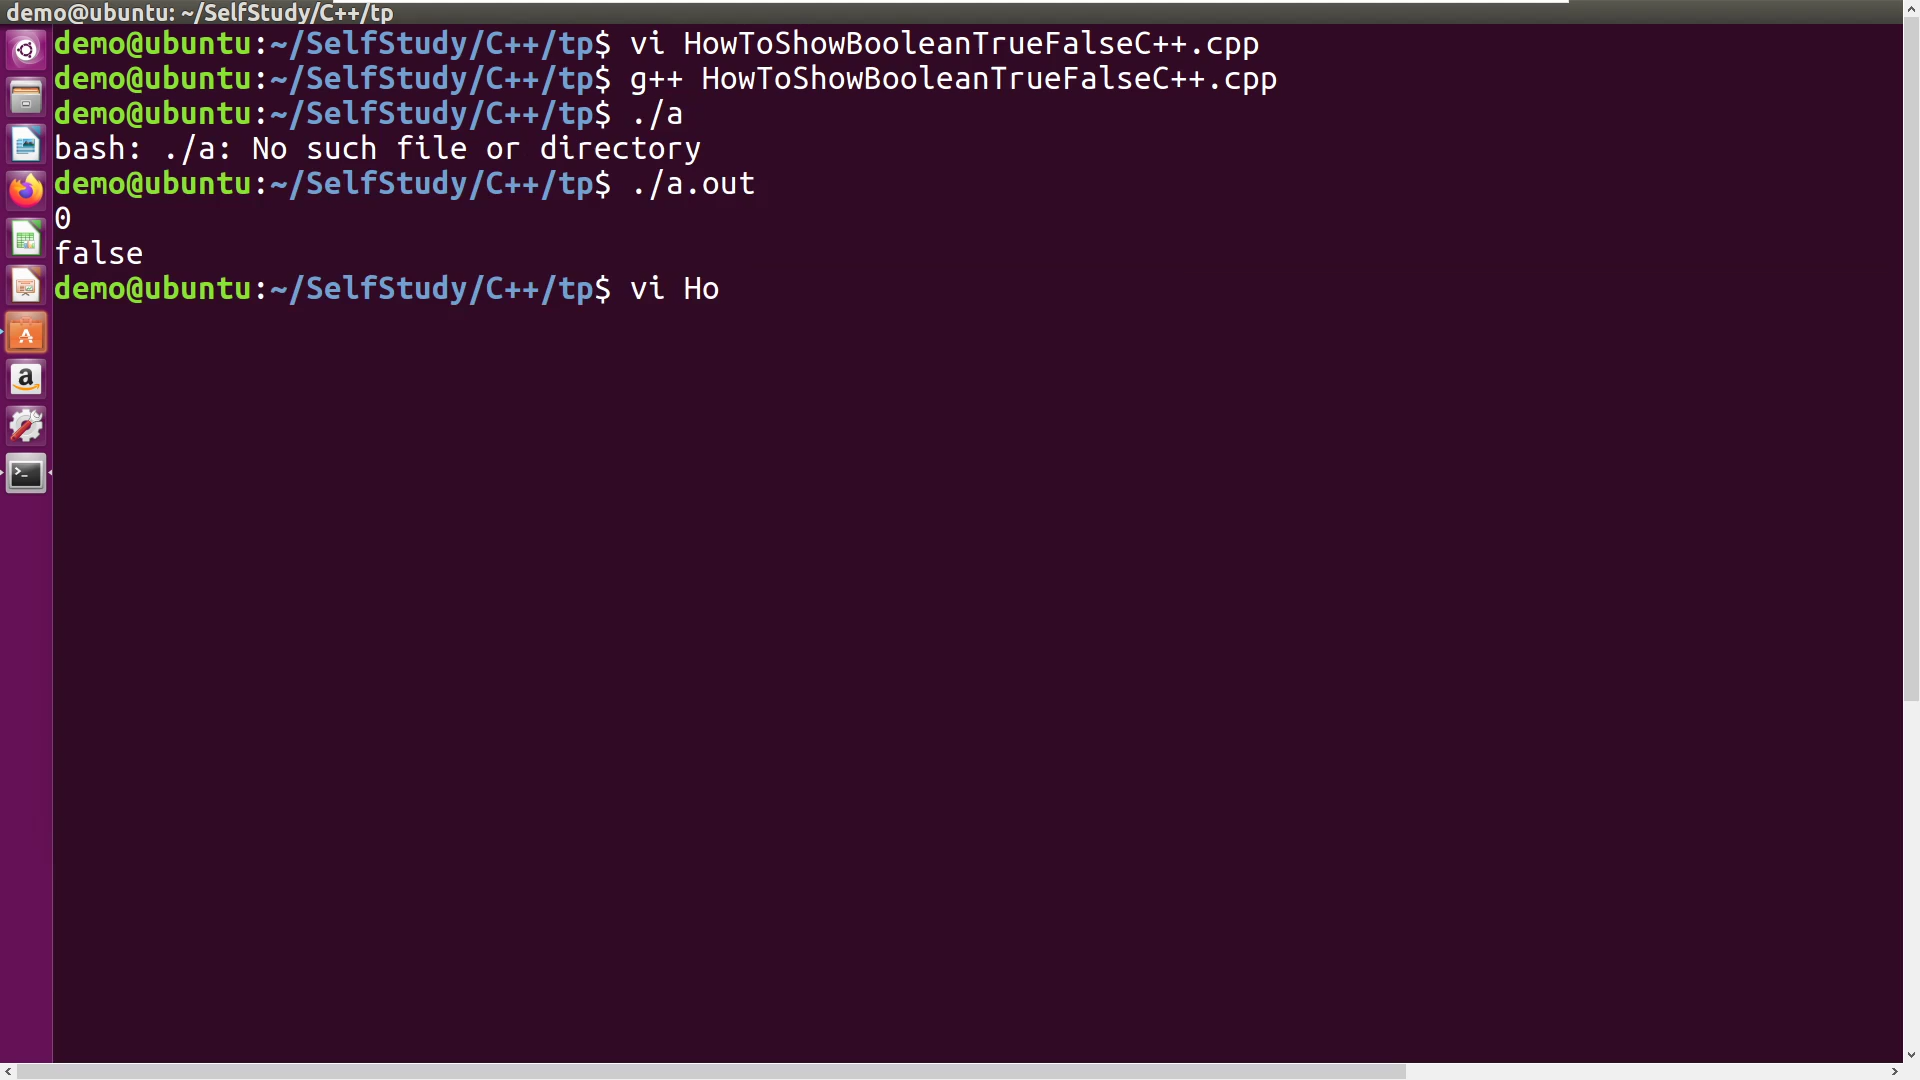 demo@ubuntu: ~/SelfStudy/C++/tp
demo@ubuntu:~/SelfStudy/C++/tp$ vi HowToShowBooleanTrueFalseC++.cpp
demo@ubuntu:~/SelfStudy/C++/tp$ g++ HowToShowBooleanTrueFalseC++.cpp
demo@ubuntu:~/SelfStudy/C++/tp$ ./a
bash: ./a: No such file or directory
demo@ubuntu:~/SelfStudy/C++/tp$ ./a.out
0
false
demo@ubuntu:~/SelfStudy/C++/tp$ vi Ho